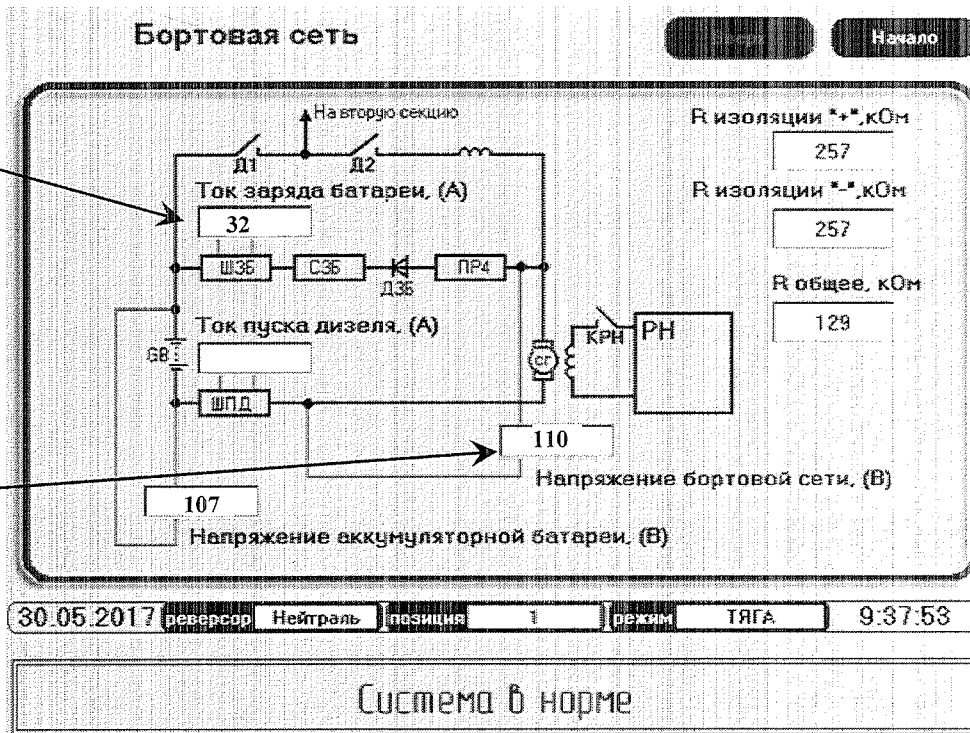 Бортовая сеть
Начало
На вторую секцию
Д1
Д2
R изоляции "+",кОм
257
Ток заряда батареи, (А)
32
R изоляции "-",кОм
257
ШЗБ
СЗБ
ДЗБ
ПР4
R общее, кОм
129
Ток пуска дизеля, (А)
GB
ШПД
СГ
КРН
РН
110
Напряжение бортовой сети, (В)
107
Напряжение аккумуляторной батареи, (В)
30.05.2017 реверсор Нейтраль позиция 1 режим ТЯГА 9:37:53
Система в норме